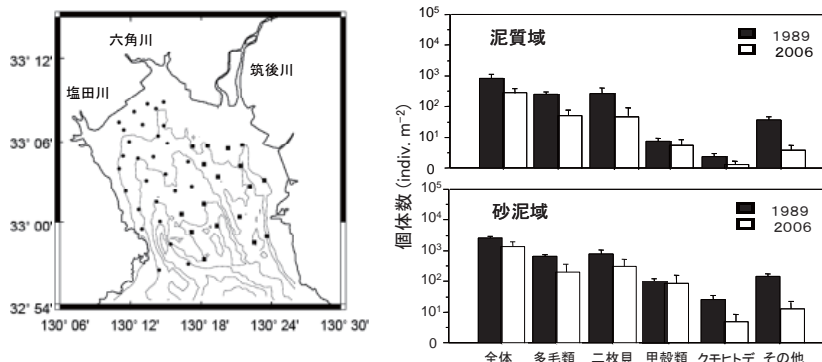 六角川
筑後川
塩田川
33° 12'
33° 06'
33° 00'
32° 54'
130° 06'
130° 12'
130° 18'
130° 24'
130° 30'
個体数 (indiv. m⁻²)
10⁵
10⁴
10³
10²
10¹
0
泥質域
1989
2006
10⁵
10⁴
10³
10²
10¹
0
砂泥域
1989
2006
全体
多毛類
二枚貝
甲殻類
クモヒトデ
その他